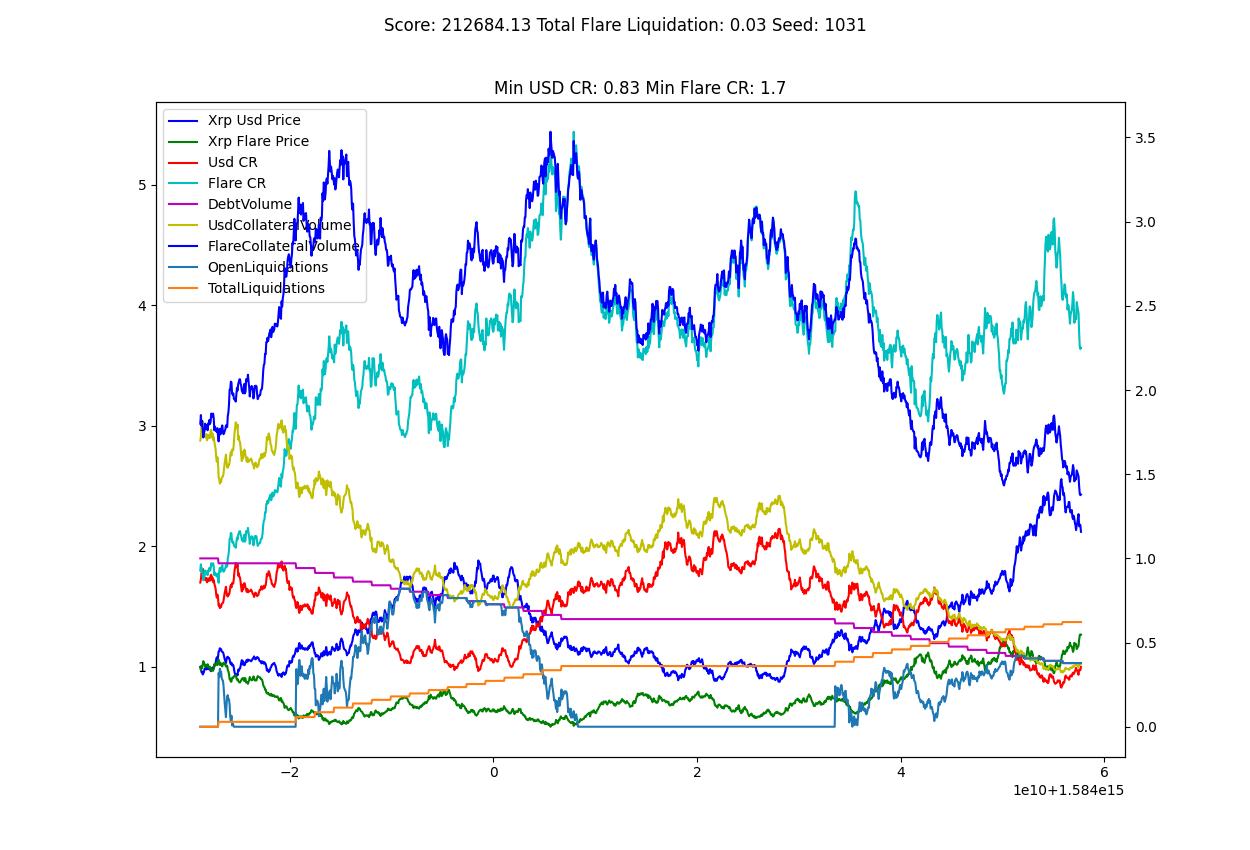 Score: 212684.13 Total Flare Liquidation: 0.03 Seed: 1031
Min USD CR: 0.83 Min Flare CR: 1.7
Xrp Usd Price
Xrp Flare Price
Usd CR
Flare CR
DebtVolume
UsdCollateralVolume
FlareCollateralVolume
OpenLiquidations
TotalLiquidations
5
4
3
2
1
3.5
3.0
2.5
2.0
1.5
1.0
0.5
0.0
−2 0 2 4 6
1e10+1.584e15